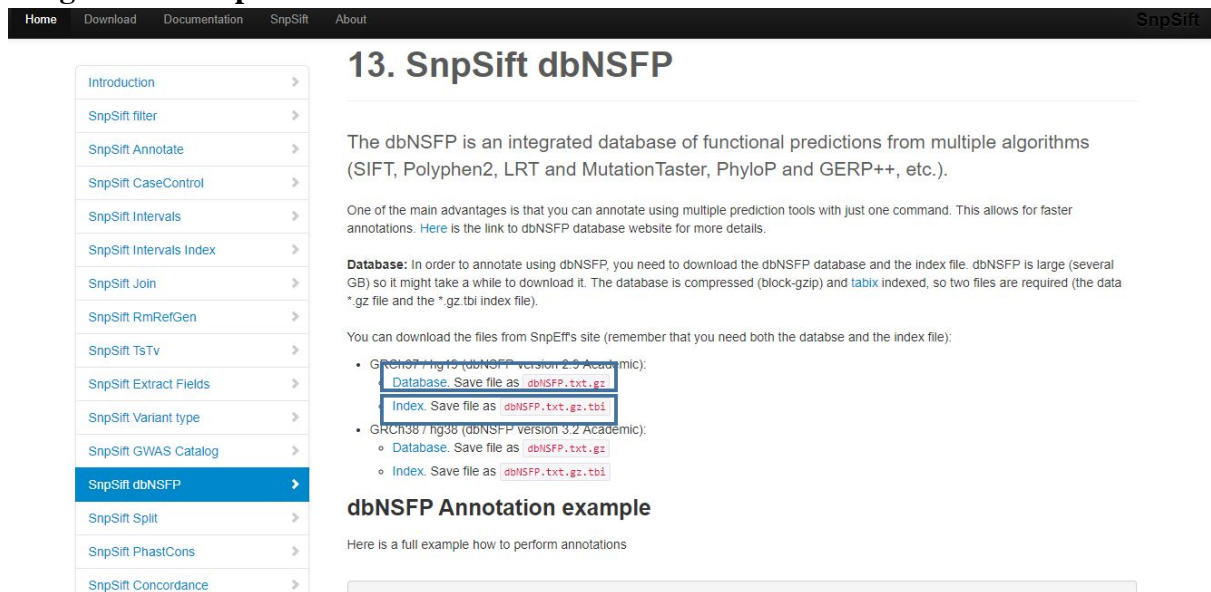 Home Download Documentation SnpSift About SnpSift
Introduction
SnpSift filter
SnpSift Annotate
SnpSift CaseControl
SnpSift Intervals
SnpSift Intervals Index
SnpSift Join
SnpSift RmRefGen
SnpSift TsTv
SnpSift Extract Fields
SnpSift Variant type
SnpSift GWAS Catalog
SnpSift dbNSFP
SnpSift Split
SnpSift PhastCons
SnpSift Concordance
13. SnpSift dbNSFP
The dbNSFP is an integrated database of functional predictions from multiple algorithms
(SIFT, Polyphen2, LRT and MutationTaster, PhyloP and GERP++, etc.).
One of the main advantages is that you can annotate using multiple prediction tools with just one command. This allows for faster
annotations. Here is the link to dbNSFP database website for more details.
Database: In order to annotate using dbNSFP, you need to download the dbNSFP database and the index file. dbNSFP is large (several
GB) so it might take a while to download it. The database is compressed (block-gzip) and tabix indexed, so two files are required (the data
*.gz file and the *.gz.tbi index file).
You can download the files from SnpEff's site (remember that you need both the databse and the index file):
GRCh37 / hg19 (dbNSFP version 2.9 Academic):
Database. Save file as dbNSFP.txt.gz
Index. Save file as dbNSFP.txt.gz.tbi
GRCh38 / hg38 (dbNSFP version 3.2 Academic):
Database. Save file as dbNSFP.txt.gz
Index. Save file as dbNSFP.txt.gz.tbi
dbNSFP Annotation example
Here is a full example how to perform annotations